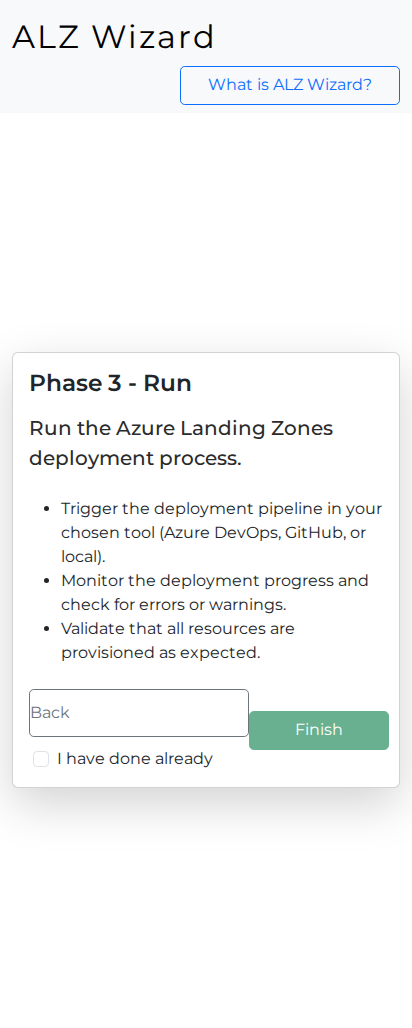 ALZ Wizard
What is ALZ Wizard?
Phase 3 - Run
Run the Azure Landing Zones
deployment process.
Trigger the deployment pipeline in your
chosen tool (Azure DevOps, GitHub, or
local).
Monitor the deployment progress and
check for errors or warnings.
Validate that all resources are
provisioned as expected.
Back
Finish
I have done already